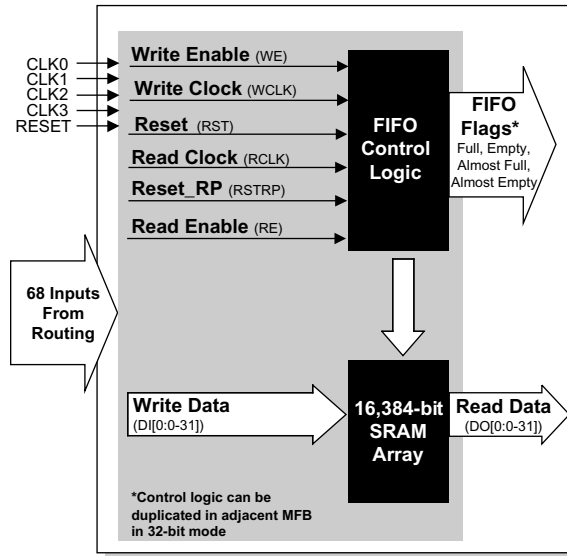 CLK0
CLK1
CLK2
CLK3
RESET
Write Enable (WE)
Write Clock (WCLK)
Reset (RST)
Read Clock (RCLK)
Reset_RP (RSTRP)
Read Enable (RE)
FIFO
Control
Logic
FIFO
Flags*
Full, Empty,
Almost Full,
Almost Empty
68 Inputs
From
Routing
Write Data
(DI[0:0-31])
16,384-bit
SRAM
Array
Read Data
(DO[0:0-31])
*Control logic can be
duplicated in adjacent MFB
in 32-bit mode